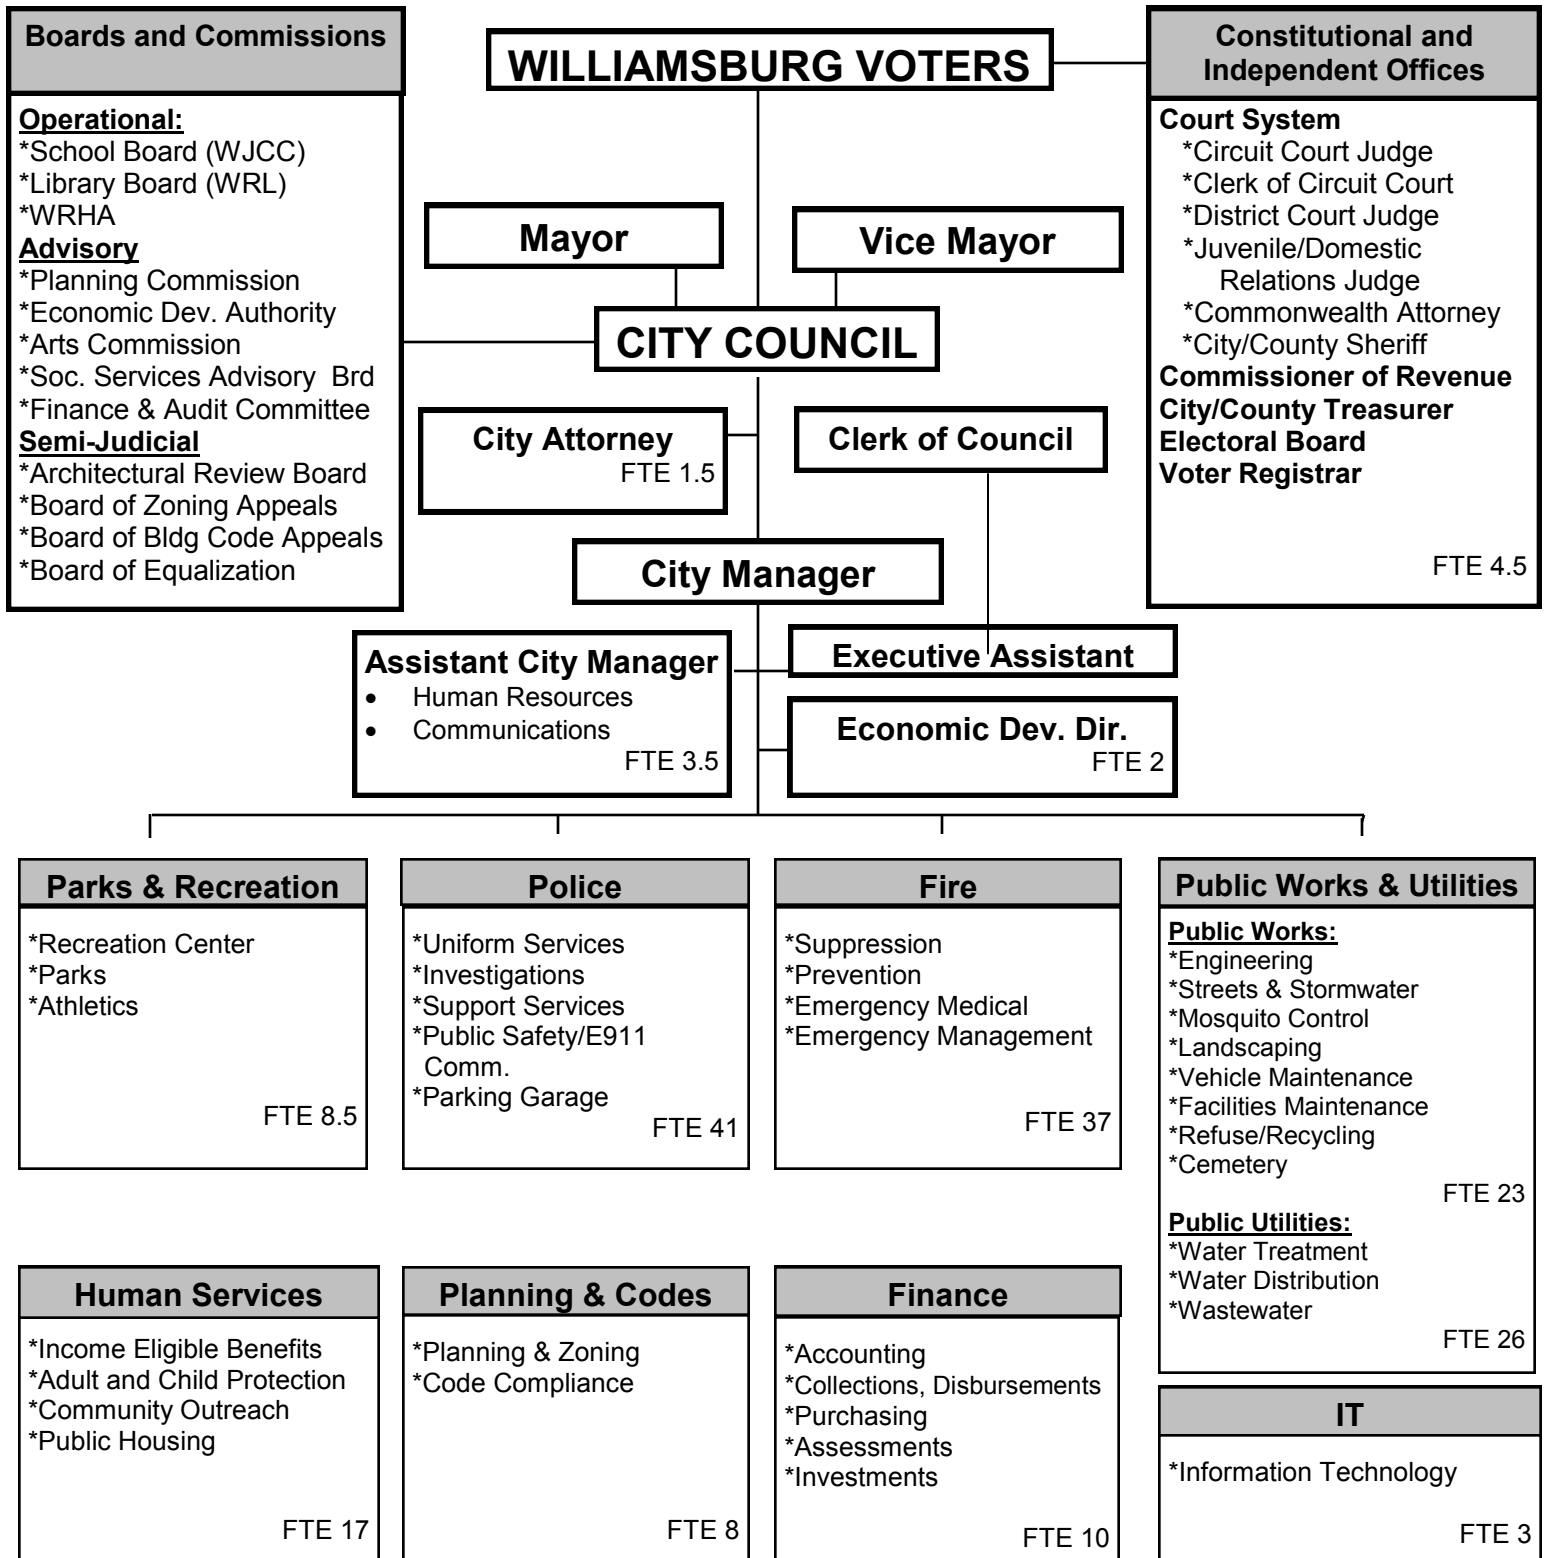 Boards and Commissions
Operational:
*School Board (WJCC)
*Library Board (WRL)
*WRHA
Advisory
*Planning Commission
*Economic Dev. Authority
*Arts Commission
*Soc. Services Advisory Brd
*Finance & Audit Committee
Semi-Judicial
*Architectural Review Board
*Board of Zoning Appeals
*Board of Bldg Code Appeals
*Board of Equalization
WILLIAMSBURG VOTERS
Constitutional and
Independent Offices
Court System
*Circuit Court Judge
*Clerk of Circuit Court
*District Court Judge
*Juvenile/Domestic
Relations Judge
*Commonwealth Attorney
*City/County Sheriff
Commissioner of Revenue
City/County Treasurer
Electoral Board
Voter Registrar
FTE 4.5
Mayor
Vice Mayor
CITY COUNCIL
City Attorney
FTE 1.5
Clerk of Council
City Manager
Assistant City Manager
• Human Resources
• Communications
FTE 3.5
Executive Assistant
Economic Dev. Dir.
FTE 2
Parks & Recreation
*Recreation Center
*Parks
*Athletics
FTE 8.5
Police
*Uniform Services
*Investigations
*Support Services
*Public Safety/E911
Comm.
*Parking Garage
FTE 41
Fire
*Suppression
*Prevention
*Emergency Medical
*Emergency Management
FTE 37
Public Works & Utilities
Public Works:
*Engineering
*Streets & Stormwater
*Mosquito Control
*Landscaping
*Vehicle Maintenance
*Facilities Maintenance
*Refuse/Recycling
*Cemetery
FTE 23
Public Utilities:
*Water Treatment
*Water Distribution
*Wastewater
FTE 26
Human Services
*Income Eligible Benefits
*Adult and Child Protection
*Community Outreach
*Public Housing
FTE 17
Planning & Codes
*Planning & Zoning
*Code Compliance
FTE 8
Finance
*Accounting
*Collections, Disbursements
*Purchasing
*Assessments
*Investments
FTE 10
IT
*Information Technology
FTE 3